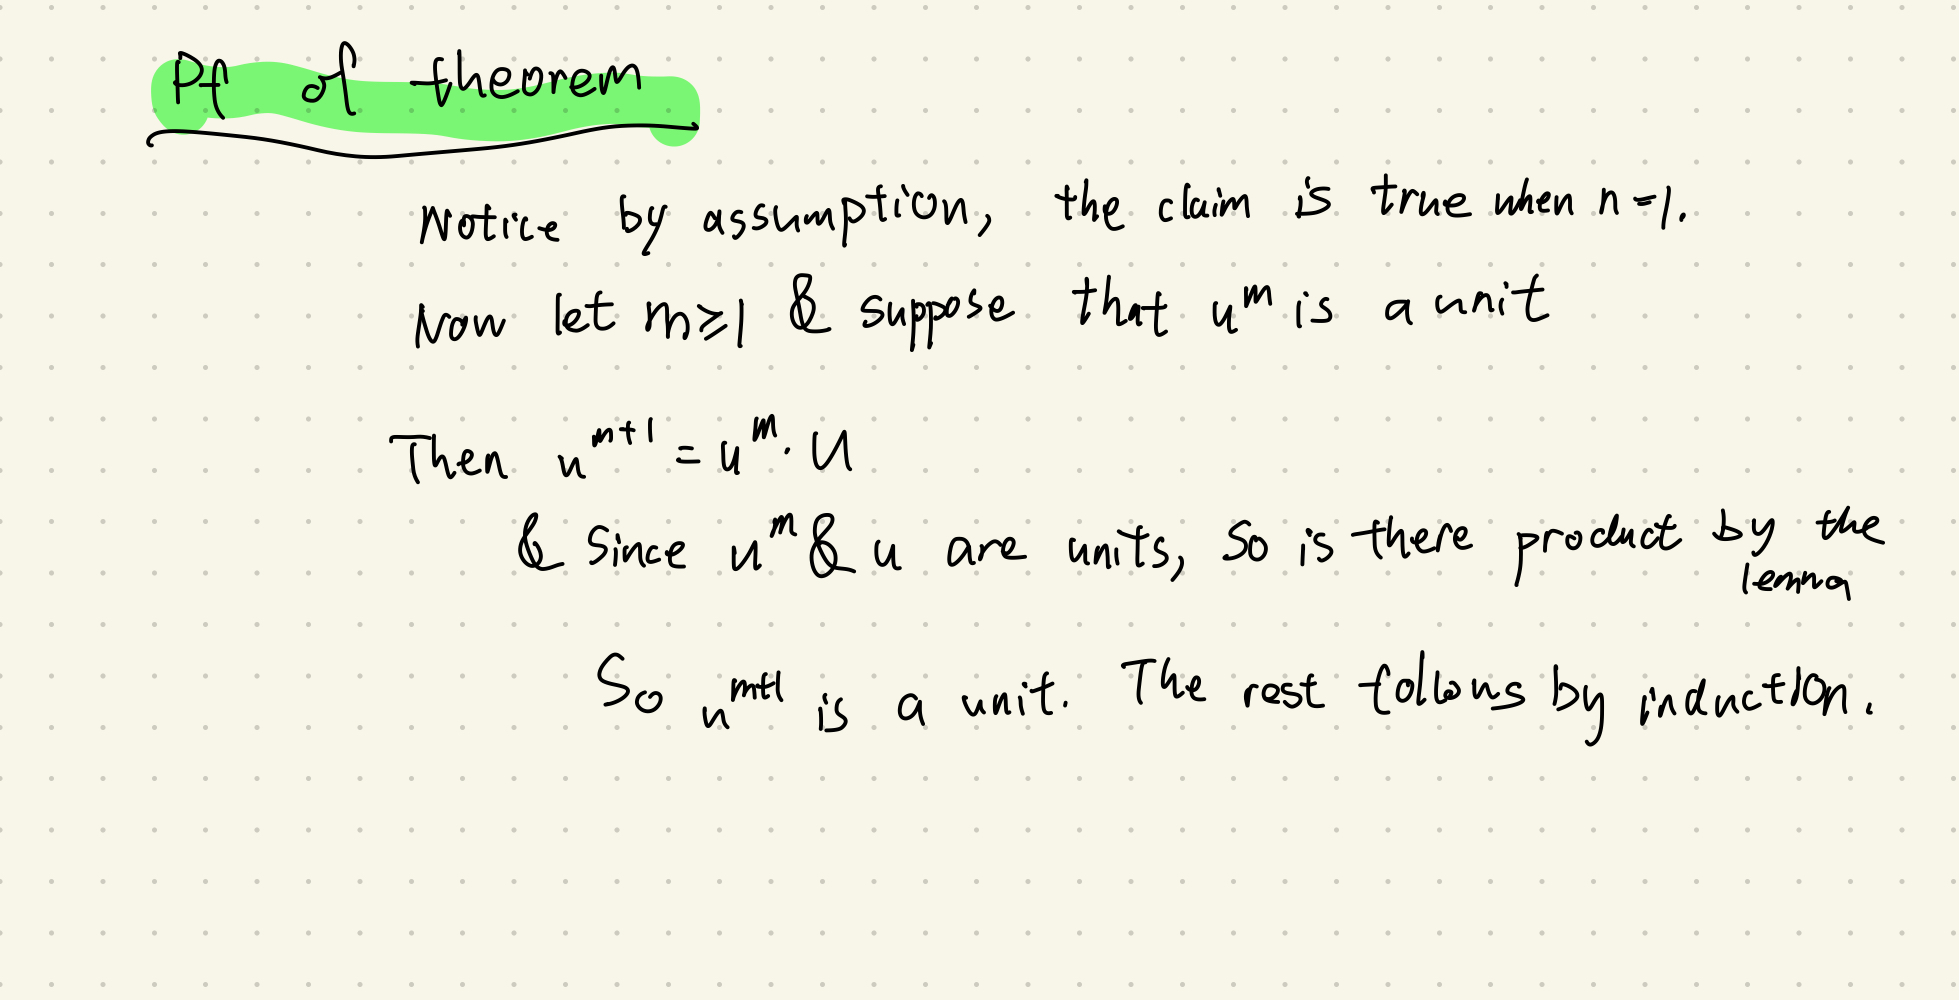 Pf of theorem
Notice by assumption, the claim is true when n=1.
Now let m≥1 & suppose that u^m is a unit
Then u^{m+1} = u^m · U
& Since u^m & u are units, So is there product by the
lemma
So u^{m+1} is a unit. The rest follows by induction.